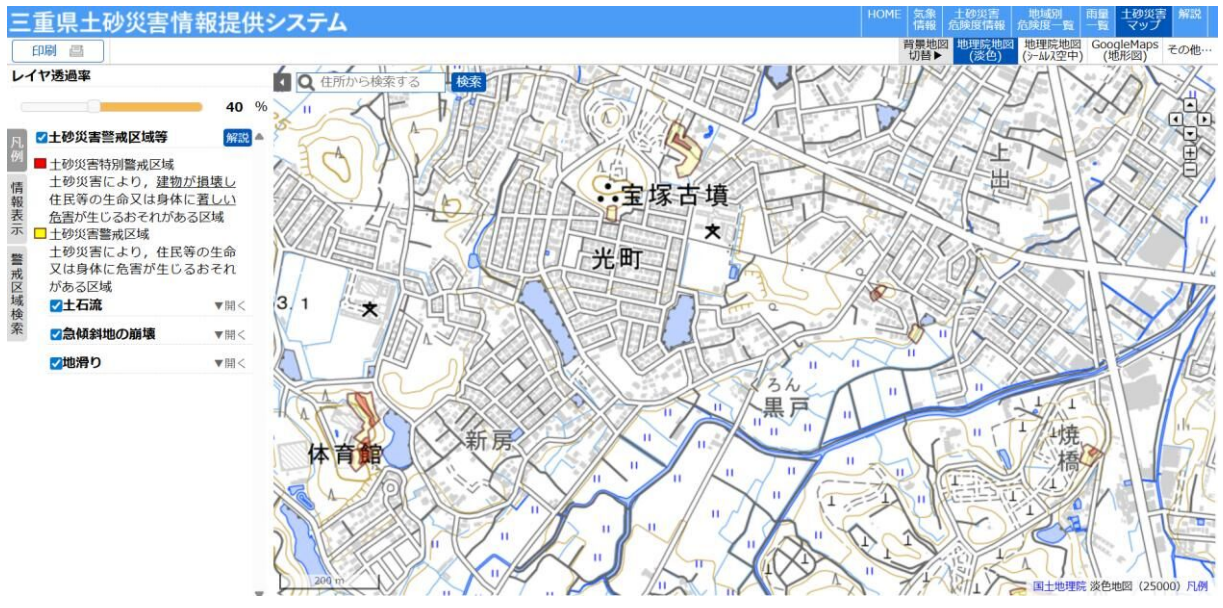 三重県土砂災害情報提供システム
HOME
気象
情報
土砂災害
危険度情報
地域別
危険度一覧
雨量
一覧
土砂災害
マップ
解説
印刷
背景地図
切替▶
地理院地図
(淡色)
地理院地図
(シームレス空中)
GoogleMaps
(地形図)
その他…
レイヤ透過率
40 %
凡例
情報表示
警戒区域検索
土砂災害警戒区域等
解説
土砂災害特別警戒区域
土砂災害により，建物が損壊し
住民等の生命又は身体に著しい
危害が生じるおそれがある区域
土砂災害警戒区域
土砂災害により，住民等の生命
又は身体に危害が生じるおそれ
がある区域
土石流 ▼開く
急傾斜地の崩壊 ▼開く
地滑り ▼開く
住所から検索する
検索
宝塚古墳
上出
光町
3.1
くろん
黒戸
新房
体育館
焼橋
200 m
国土地理院 淡色地図（25000）凡例